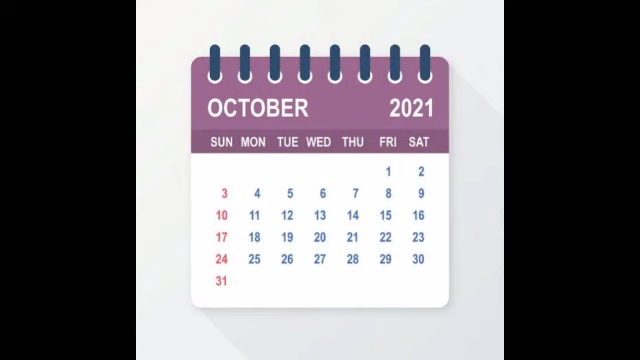 OCTOBER 2021
SUN MON TUE WED THU FRI SAT
1 2
3 4 5 6 7 8 9
10 11 12 13 14 15 16
17 18 19 20 21 22 23
24 25 26 27 28 29 30
31